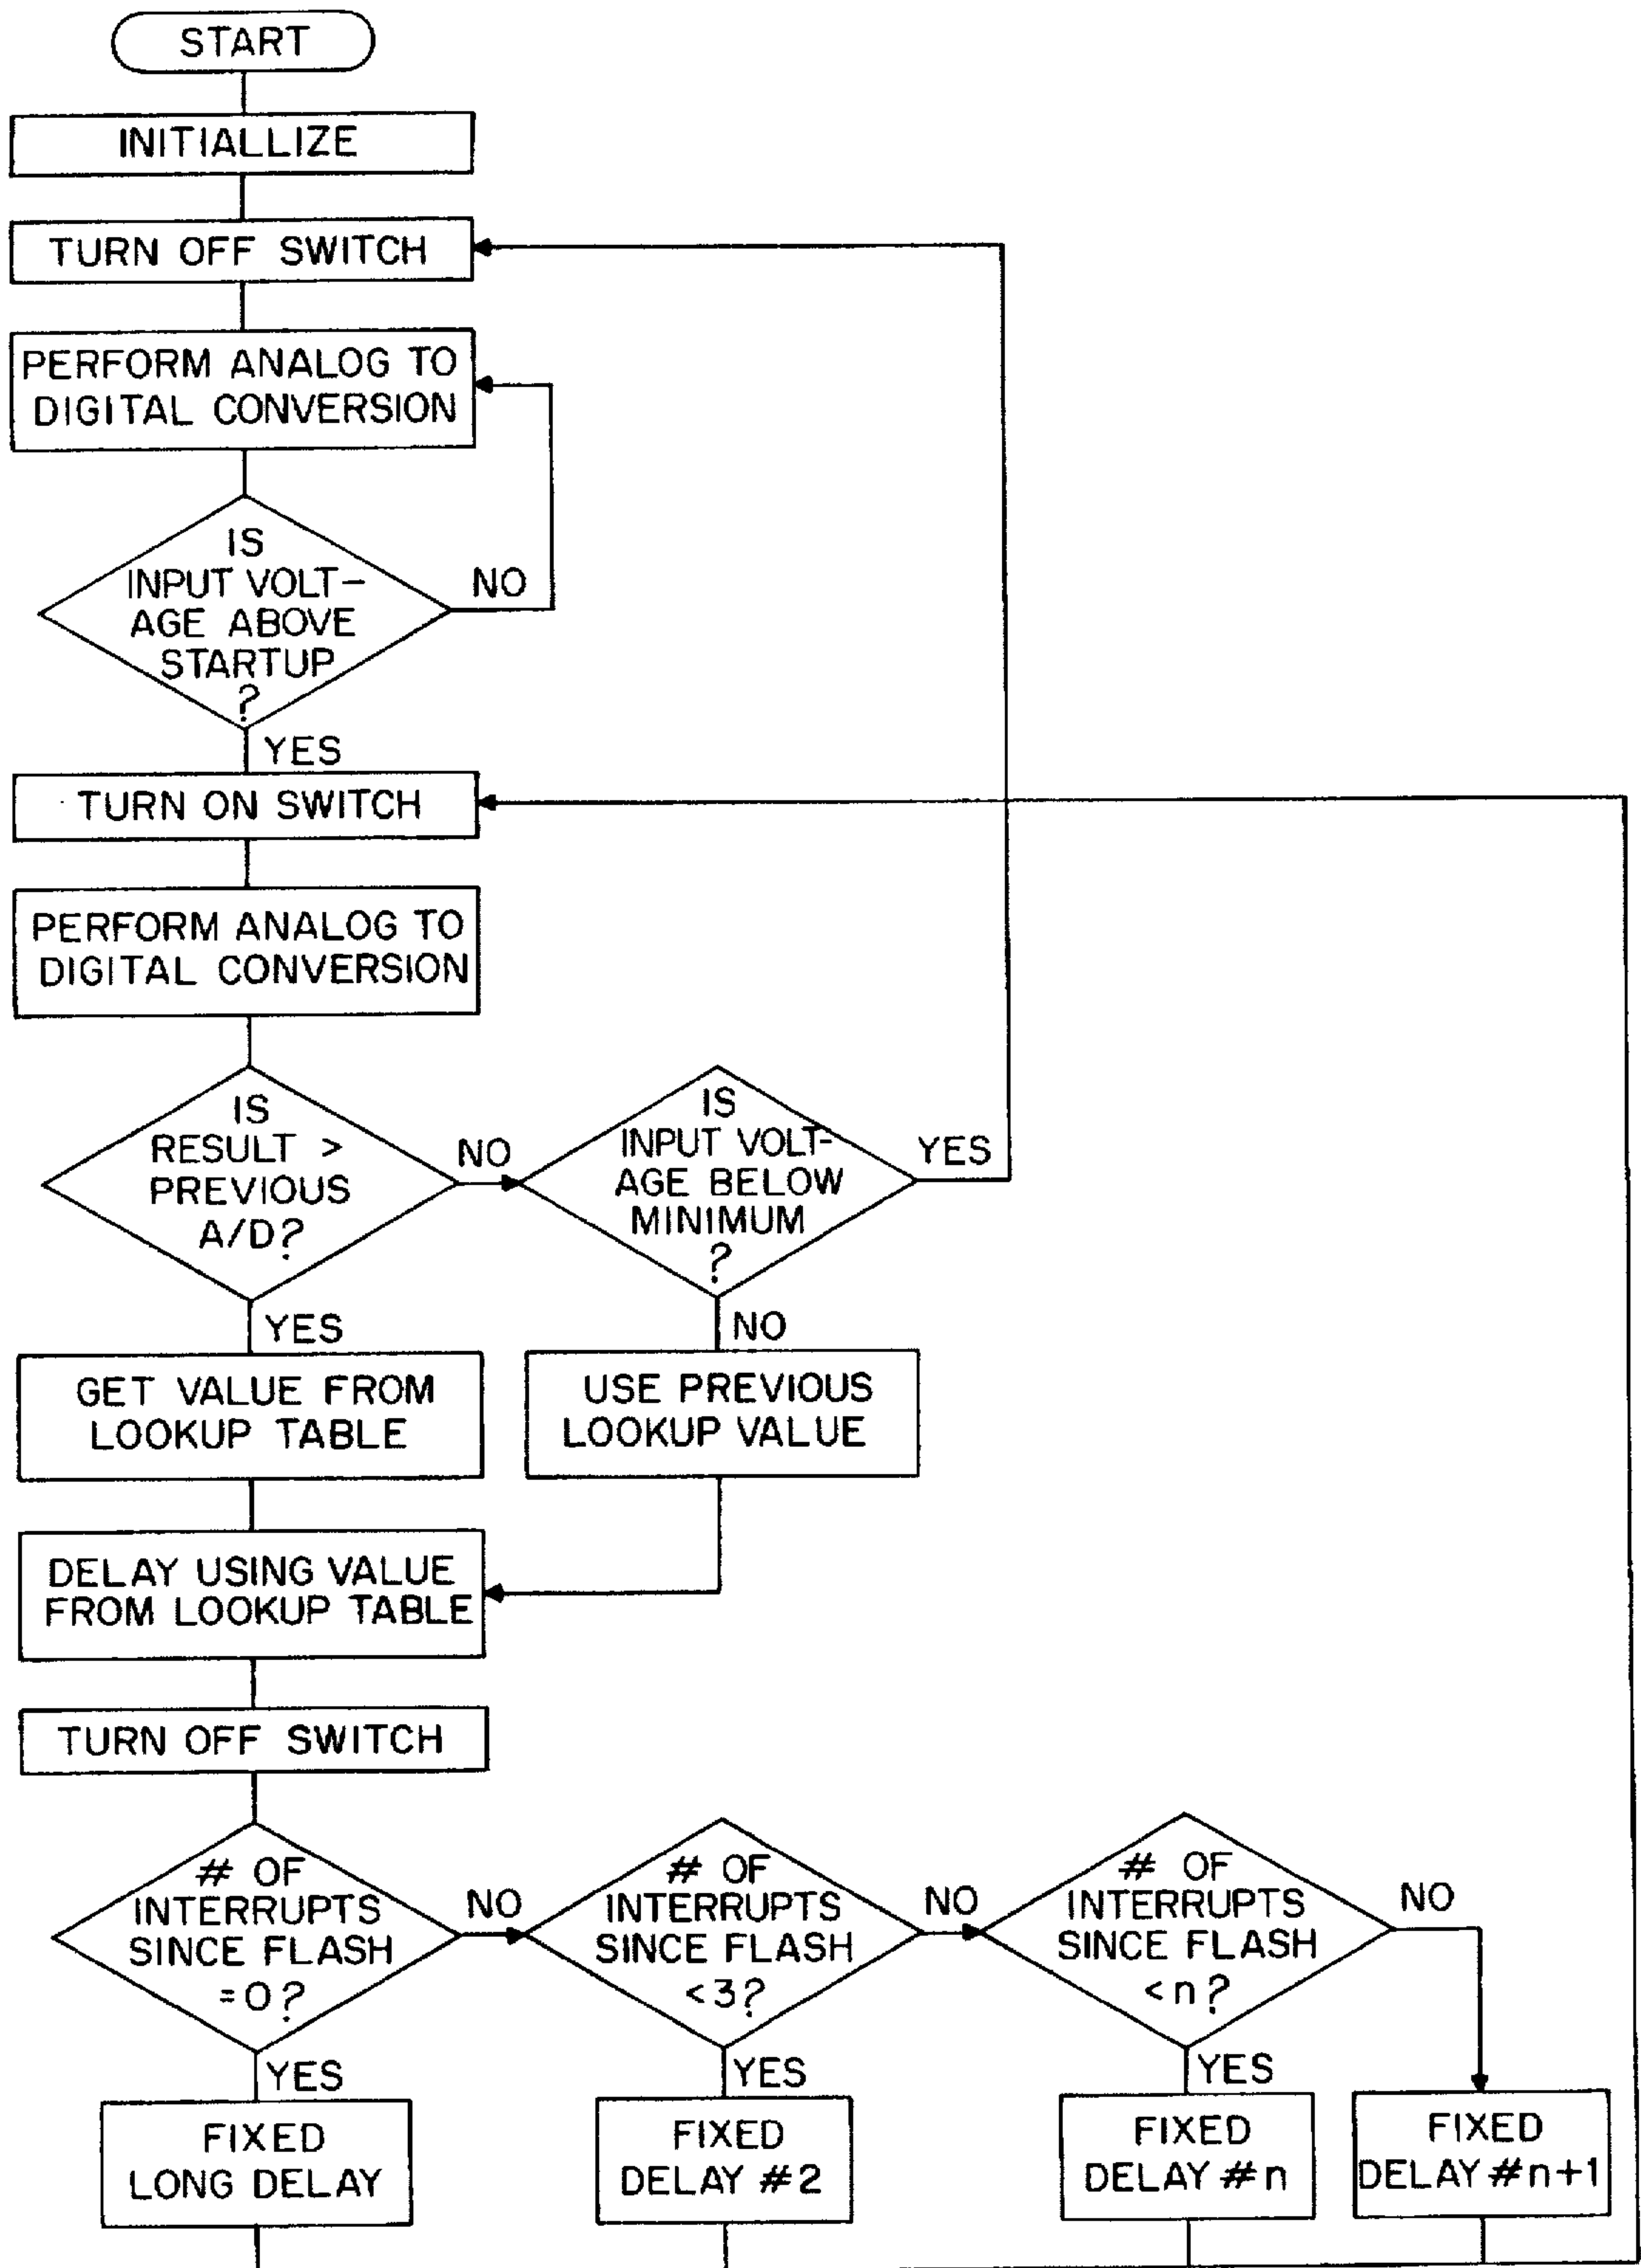 START
INITIALLIZE
TURN OFF SWITCH
PERFORM ANALOG TO
DIGITAL CONVERSION
IS
INPUT VOLT-
AGE ABOVE
STARTUP
?
NO
YES
TURN ON SWITCH
PERFORM ANALOG TO
DIGITAL CONVERSION
IS
RESULT >
PREVIOUS
A/D?
NO
IS
INPUT VOLT-
AGE BELOW
MINIMUM
?
YES
YES
NO
GET VALUE FROM
LOOKUP TABLE
USE PREVIOUS
LOOKUP VALUE
DELAY USING VALUE
FROM LOOKUP TABLE
TURN OFF SWITCH
# OF
INTERRUPTS
SINCE FLASH
=0?
NO
# OF
INTERRUPTS
SINCE FLASH
<3?
NO
# OF
INTERRUPTS
SINCE FLASH
<n?
NO
YES
YES
YES
FIXED
LONG DELAY
FIXED
DELAY #2
FIXED
DELAY #n
FIXED
DELAY #n+1